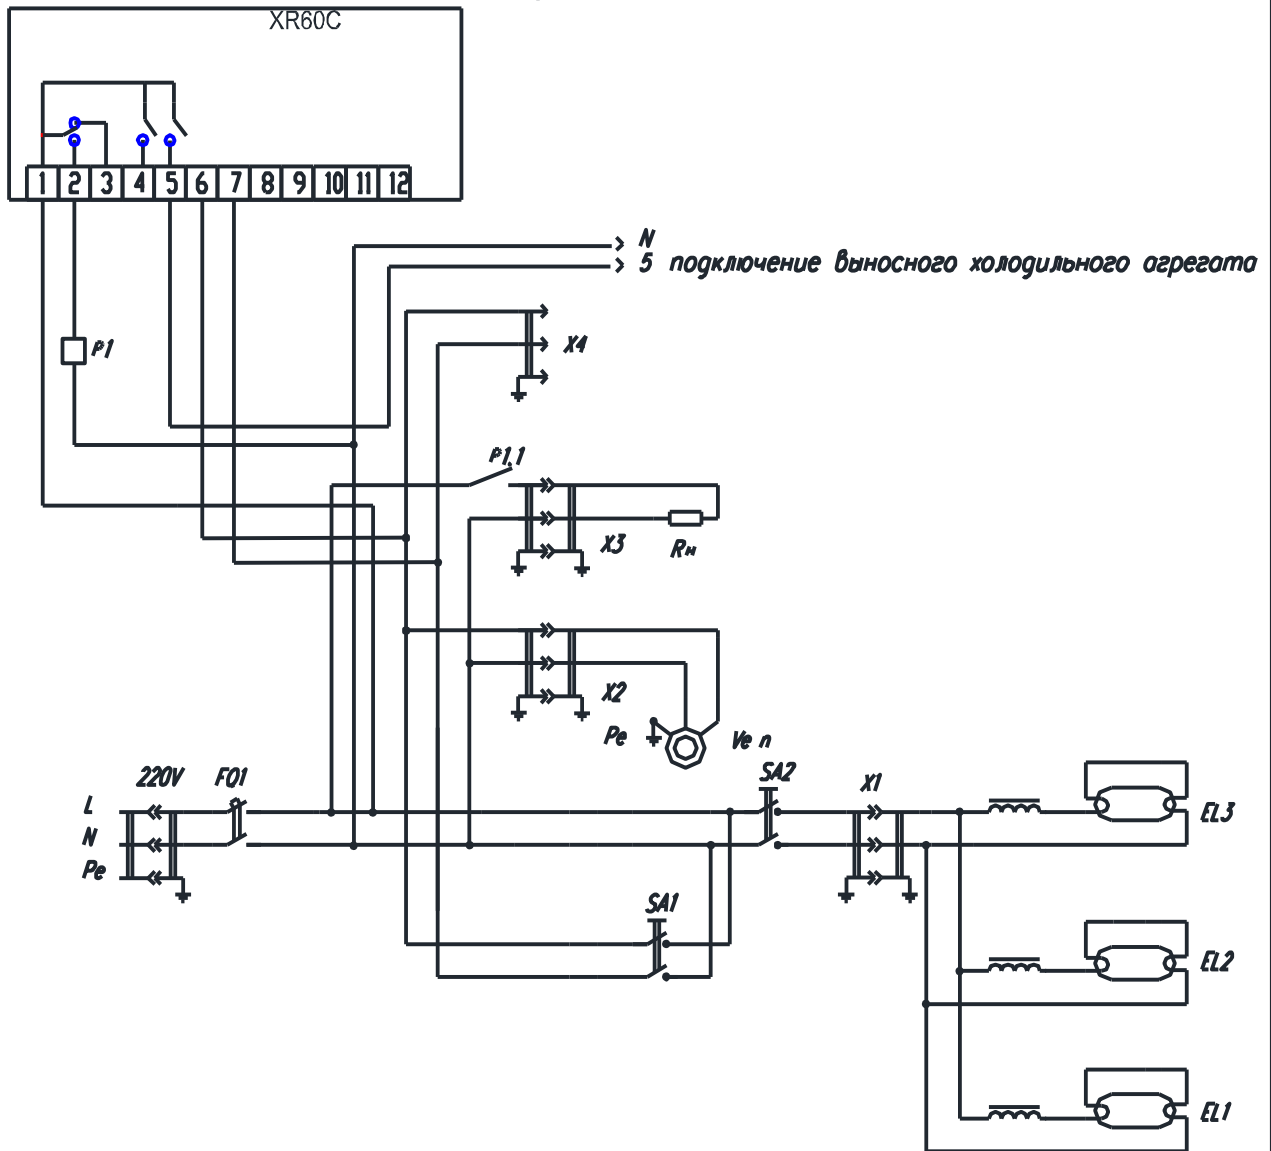 XR60C
1 2 3 4 5 6 7 8 9 10 11 12
N
5 подключение выносного холодильного агрегата
P1
X4
P1.1
X3
Rн
X2
Pe
Ve n
220V
FQ1
SA2
X1
L
N
Pe
EL3
SA1
EL2
EL1